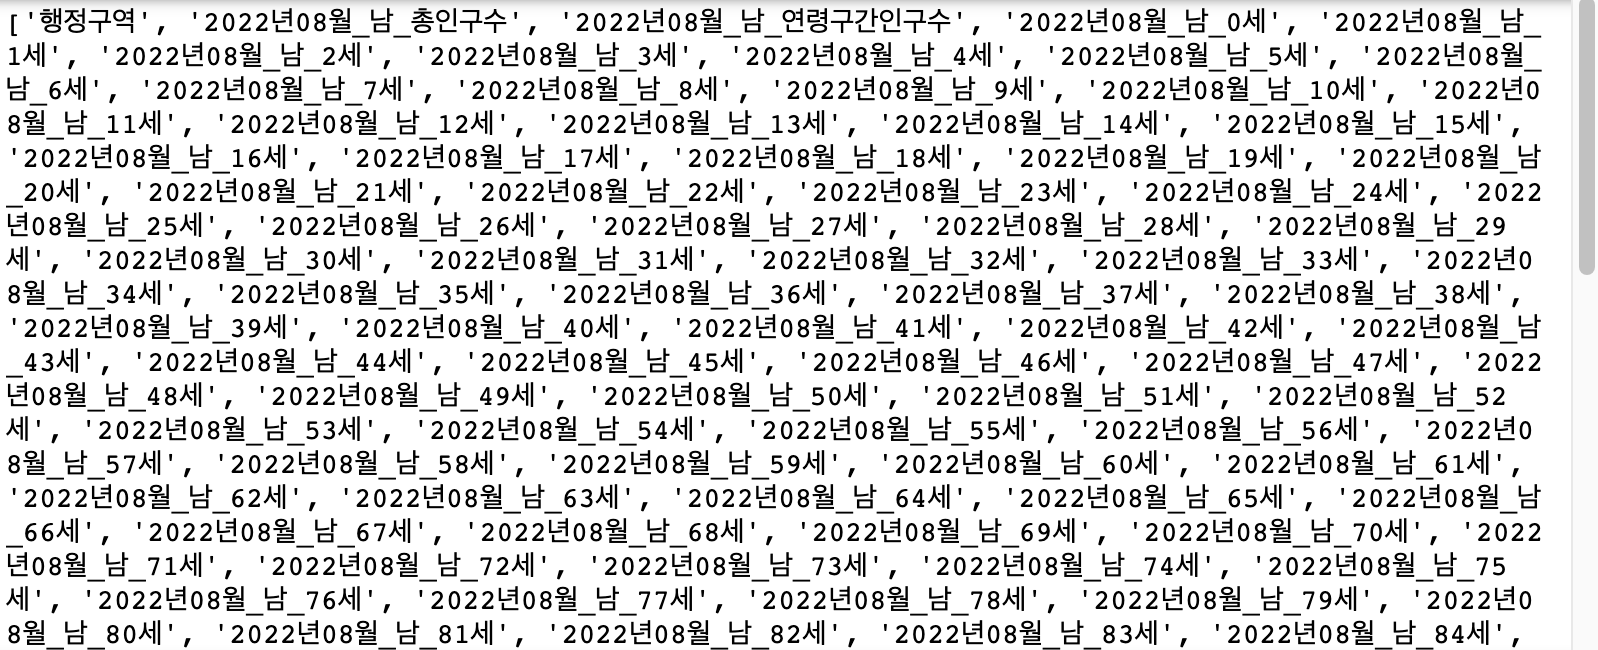 ['행정구역', '2022년08월_남_총인구수', '2022년08월_남_연령구간인구수', '2022년08월_남_0세', '2022년08월_남_
1세', '2022년08월_남_2세', '2022년08월_남_3세', '2022년08월_남_4세', '2022년08월_남_5세', '2022년08월_
남_6세', '2022년08월_남_7세', '2022년08월_남_8세', '2022년08월_남_9세', '2022년08월_남_10세', '2022년0
8월_남_11세', '2022년08월_남_12세', '2022년08월_남_13세', '2022년08월_남_14세', '2022년08월_남_15세',
'2022년08월_남_16세', '2022년08월_남_17세', '2022년08월_남_18세', '2022년08월_남_19세', '2022년08월_남
_20세', '2022년08월_남_21세', '2022년08월_남_22세', '2022년08월_남_23세', '2022년08월_남_24세', '2022
년08월_남_25세', '2022년08월_남_26세', '2022년08월_남_27세', '2022년08월_남_28세', '2022년08월_남_29
세', '2022년08월_남_30세', '2022년08월_남_31세', '2022년08월_남_32세', '2022년08월_남_33세', '2022년0
8월_남_34세', '2022년08월_남_35세', '2022년08월_남_36세', '2022년08월_남_37세', '2022년08월_남_38세',
'2022년08월_남_39세', '2022년08월_남_40세', '2022년08월_남_41세', '2022년08월_남_42세', '2022년08월_남
_43세', '2022년08월_남_44세', '2022년08월_남_45세', '2022년08월_남_46세', '2022년08월_남_47세', '2022
년08월_남_48세', '2022년08월_남_49세', '2022년08월_남_50세', '2022년08월_남_51세', '2022년08월_남_52
세', '2022년08월_남_53세', '2022년08월_남_54세', '2022년08월_남_55세', '2022년08월_남_56세', '2022년0
8월_남_57세', '2022년08월_남_58세', '2022년08월_남_59세', '2022년08월_남_60세', '2022년08월_남_61세',
'2022년08월_남_62세', '2022년08월_남_63세', '2022년08월_남_64세', '2022년08월_남_65세', '2022년08월_남
_66세', '2022년08월_남_67세', '2022년08월_남_68세', '2022년08월_남_69세', '2022년08월_남_70세', '2022
년08월_남_71세', '2022년08월_남_72세', '2022년08월_남_73세', '2022년08월_남_74세', '2022년08월_남_75
세', '2022년08월_남_76세', '2022년08월_남_77세', '2022년08월_남_78세', '2022년08월_남_79세', '2022년0
8월_남_80세', '2022년08월_남_81세', '2022년08월_남_82세', '2022년08월_남_83세', '2022년08월_남_84세',